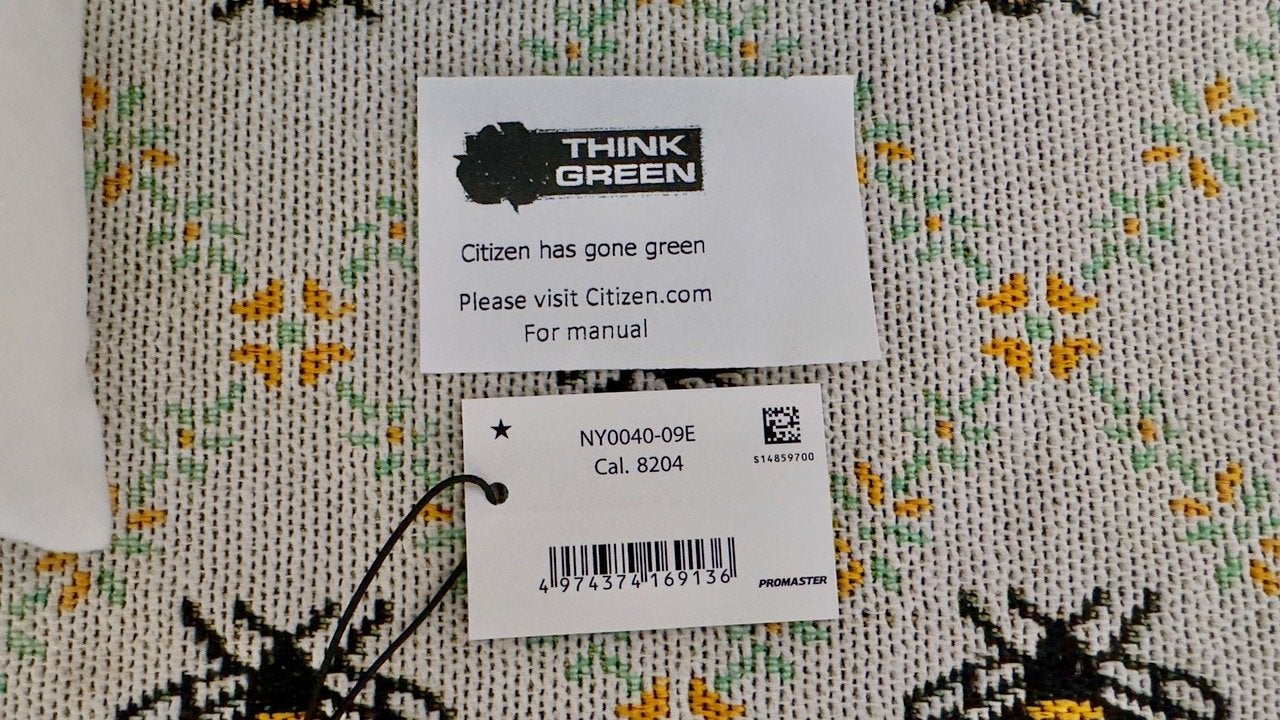 THINK
GREEN
Citizen has gone green
Please visit Citizen.com
For manual
★
NY0040-09E
Cal. 8204
S14859700
4 974374 169136
PROMASTER